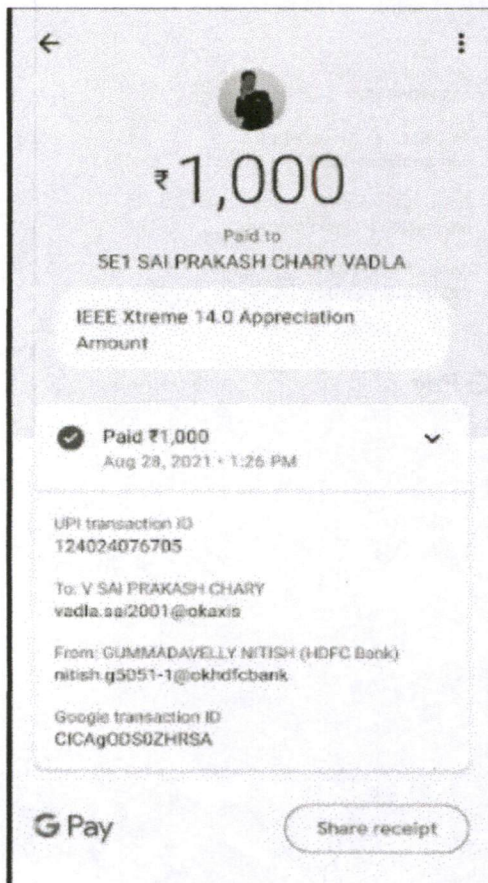 ₹1,000
Paid to
5E1 SAI PRAKASH CHARY VADLA
IEEE Xtreme 14.0 Appreciation
Amount
Paid ₹1,000
Aug 28, 2021 • 1:26 PM
UPI transaction ID
124024076705
To: V SAI PRAKASH CHARY
vadla.sai2001@okaxis
From: GUMMADAVELLY NITISH (HDFC Bank)
nitish.g5051-1@okhdfcbank
Google transaction ID
CICAgODS0ZHRSA
G Pay
Share receipt